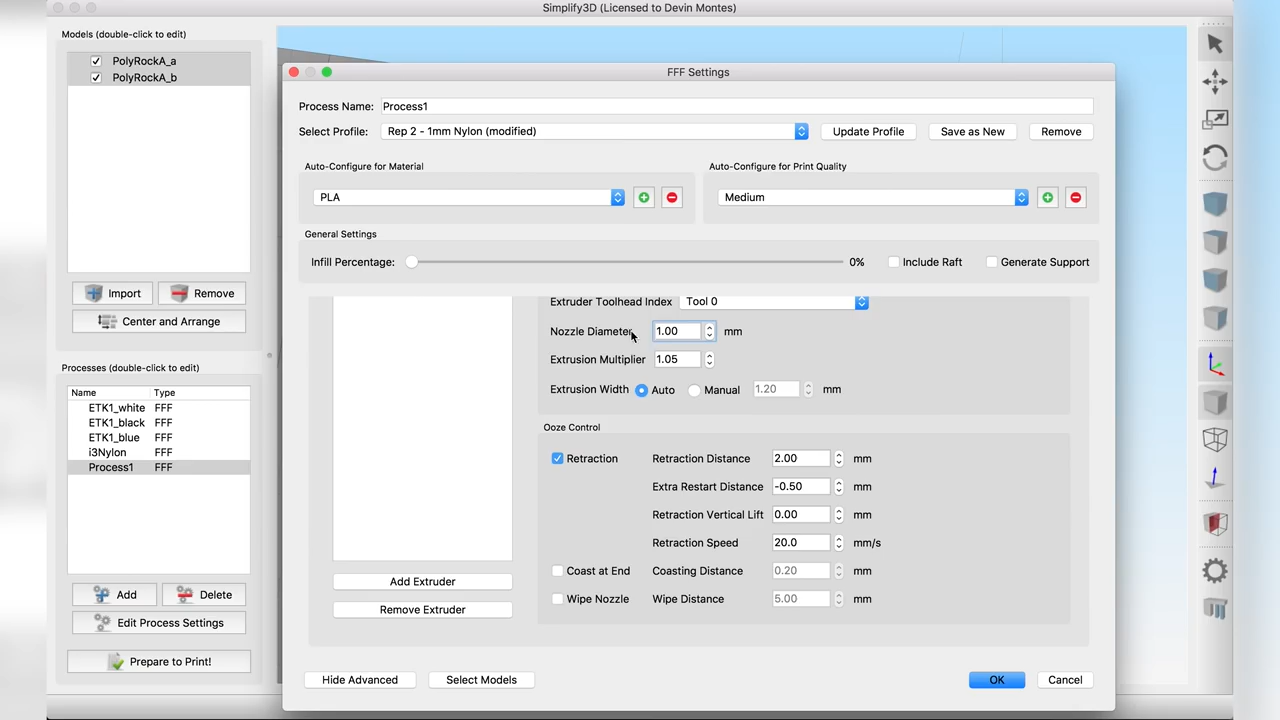 Simplify3D (Licensed to Devin Montes)
Models (double-click to edit)
PolyRockA_a
PolyRockA_b
Import
Remove
Center and Arrange
Processes (double-click to edit)
Name Type
ETK1_white FFF
ETK1_black FFF
ETK1_blue FFF
i3Nylon FFF
Process1 FFF
Add
Delete
Edit Process Settings
Prepare to Print!
FFF Settings
Process Name: Process1
Select Profile: Rep 2 - 1mm Nylon (modified) Update Profile Save as New Remove
Auto-Configure for Material
PLA
Auto-Configure for Print Quality
Medium
General Settings
Infill Percentage: 0% Include Raft Generate Support
Extruder Toolhead Index Tool 0
Nozzle Diameter 1.00 mm
Extrusion Multiplier 1.05
Extrusion Width Auto Manual 1.20 mm
Ooze Control
Retraction Retraction Distance 2.00 mm
Extra Restart Distance -0.50 mm
Retraction Vertical Lift 0.00 mm
Retraction Speed 20.0 mm/s
Coast at End Coasting Distance 0.20 mm
Wipe Nozzle Wipe Distance 5.00 mm
Add Extruder
Remove Extruder
Hide Advanced
Select Models
OK
Cancel